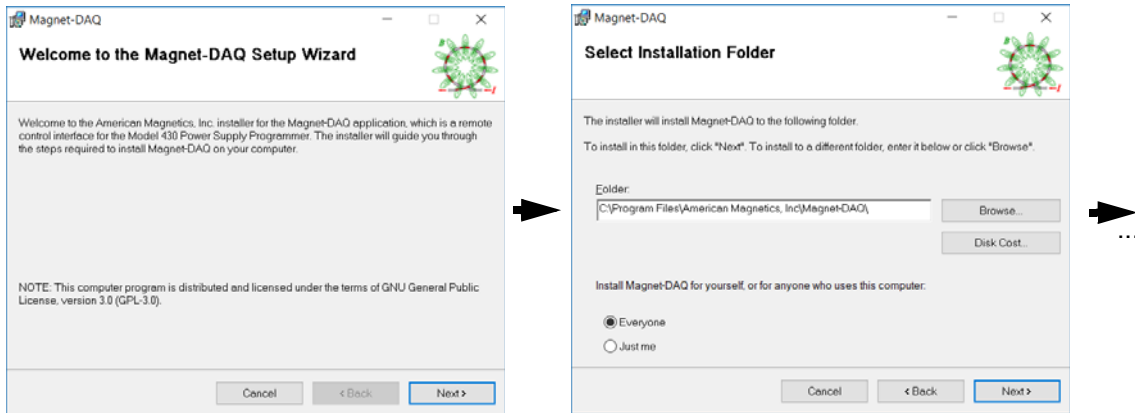 Magnet-DAQ
Welcome to the Magnet-DAQ Setup Wizard
Welcome to the American Magnetics, Inc. installer for the Magnet-DAQ application, which is a remote
control interface for the Model 430 Power Supply Programmer. The installer will guide you through
the steps required to install Magnet-DAQ on your computer.
NOTE: This computer program is distributed and licensed under the terms of GNU General Public
License, version 3.0 (GPL-3.0).
Cancel
< Back
Next >
Magnet-DAQ
Select Installation Folder
The installer will install Magnet-DAQ to the following folder.
To install in this folder, click "Next". To install to a different folder, enter it below or click "Browse".
Folder:
C:\Program Files\American Magnetics, Inc\Magnet-DAQ\
Browse...
Disk Cost...
Install Magnet-DAQ for yourself, or for anyone who uses this computer:
Everyone
Just me
Cancel
< Back
Next >
...